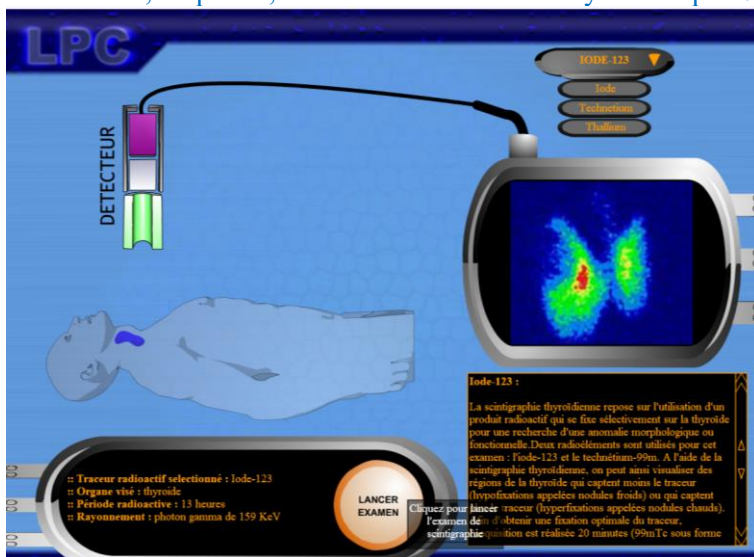 LPC
IODE-123
Iode
Technetium
Thallium
DETECTEUR
Iode-123 :
La scintigraphie thyroïdienne repose sur l'utilisation d'un
produit radioactif qui se fixe sélectivement sur la thyroïde
pour une recherche d'une anomalie morphologique ou
fonctionnelle.Deux radioéléments sont utilisés pour cet
examen : l'iode-123 et le technétium-99m. A l'aide de la
scintigraphie thyroïdienne, on peut ainsi visualiser des
régions de la thyroïde qui captent moins le traceur
(hypofixations appelées nodules froids) ou qui captent
traceur (hyperfixations appelées nodules chauds).
d'obtenir une fixation optimale du traceur,
est réalisée 20 minutes (99mTc sous forme
:: Traceur radioactif selectionné : Iode-123
:: Organe visé : thyroide
:: Période radioactive : 13 heures
:: Rayonnement : photon gamma de 159 KeV
LANCER
EXAMEN
Cliquez pour lancer
l'examen de
scintigraphie